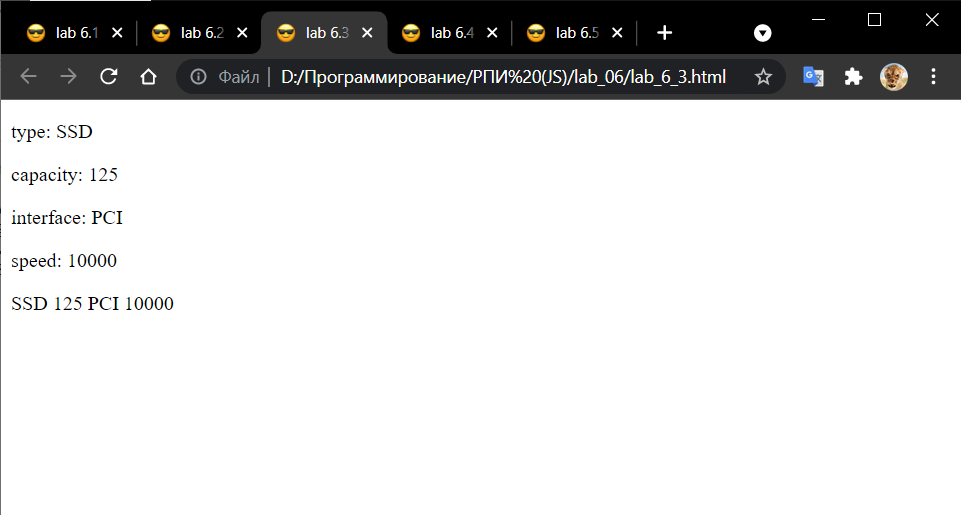 lab 6.1
lab 6.2
lab 6.3
lab 6.4
lab 6.5
Файл
D:/Программирование/РПИ%20(JS)/lab_06/lab_6_3.html
type: SSD
capacity: 125
interface: PCI
speed: 10000
SSD 125 PCI 10000